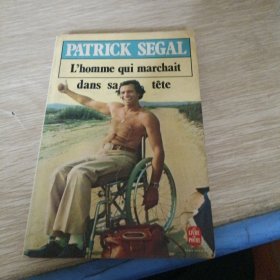 PATRICK SEGAL
L'homme qui marchait
dans sa tête
LE LIVRE
DE POCHE